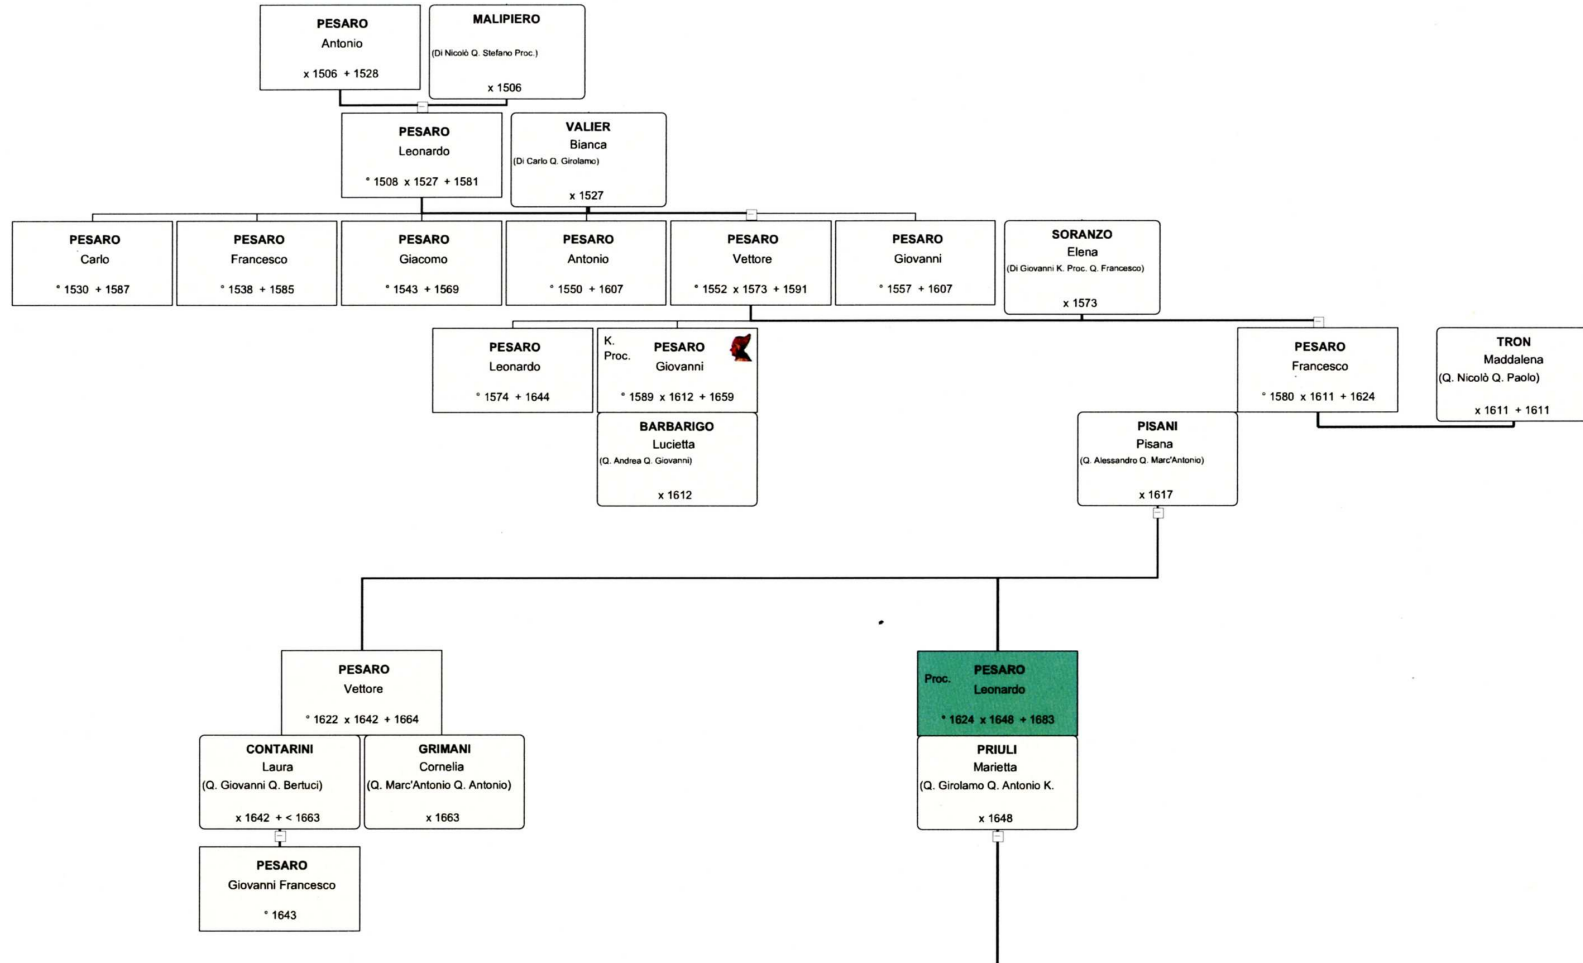 PESARO
Antonio
x 1506 + 1528
MALIPIERO
(Di Nicolò Q. Stefano Proc.)
x 1506
PESARO
Leonardo
° 1508 x 1527 + 1581
VALIER
Bianca
(Di Carlo Q. Girolamo)
x 1527
PESARO
Carlo
° 1530 + 1587
PESARO
Francesco
° 1538 + 1585
PESARO
Giacomo
° 1543 + 1569
PESARO
Antonio
° 1550 + 1607
PESARO
Vettore
° 1552 x 1573 + 1591
PESARO
Giovanni
° 1557 + 1607
SORANZO
Elena
(Di Giovanni K. Proc. Q. Francesco)
x 1573
PESARO
Leonardo
° 1574 + 1644
K.
Proc.
PESARO
Giovanni
° 1589 x 1612 + 1659
BARBARIGO
Lucietta
(Q. Andrea Q. Giovanni)
x 1612
PESARO
Francesco
° 1580 x 1611 + 1624
TRON
Maddalena
(Q. Nicolò Q. Paolo)
x 1611 + 1611
PISANI
Pisana
(Q. Alessandro Q. Marc'Antonio)
x 1617
PESARO
Vettore
° 1622 x 1642 + 1664
CONTARINI
Laura
(Q. Giovanni Q. Bertuci)
x 1642 + < 1663
GRIMANI
Cornelia
(Q. Marc'Antonio Q. Antonio)
x 1663
PESARO
Giovanni Francesco
° 1643
Proc.
PESARO
Leonardo
° 1624 x 1648 + 1683
PRIULI
Marietta
(Q. Girolamo Q. Antonio K.
x 1648